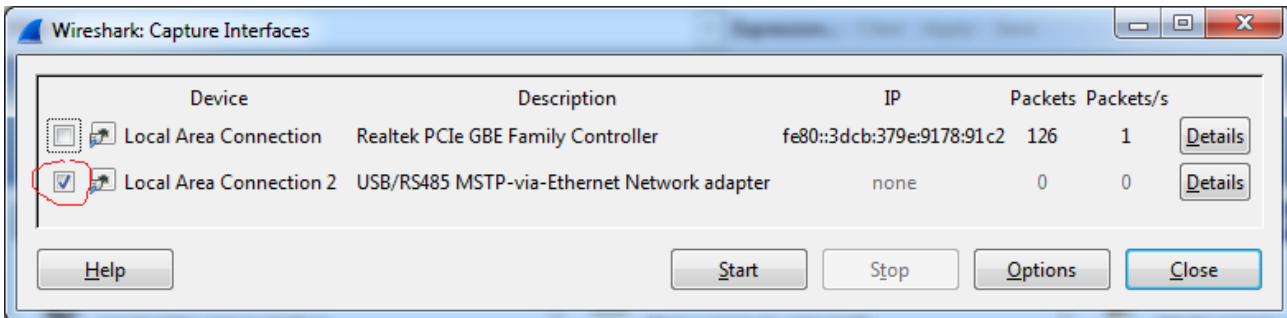 Wireshark: Capture Interfaces
Device Description IP Packets Packets/s
Local Area Connection Realtek PCIe GBE Family Controller fe80::3dcb:379e:9178:91c2 126 1 Details
Local Area Connection 2 USB/RS485 MSTP-via-Ethernet Network adapter none 0 0 Details
Help Start Stop Options Close